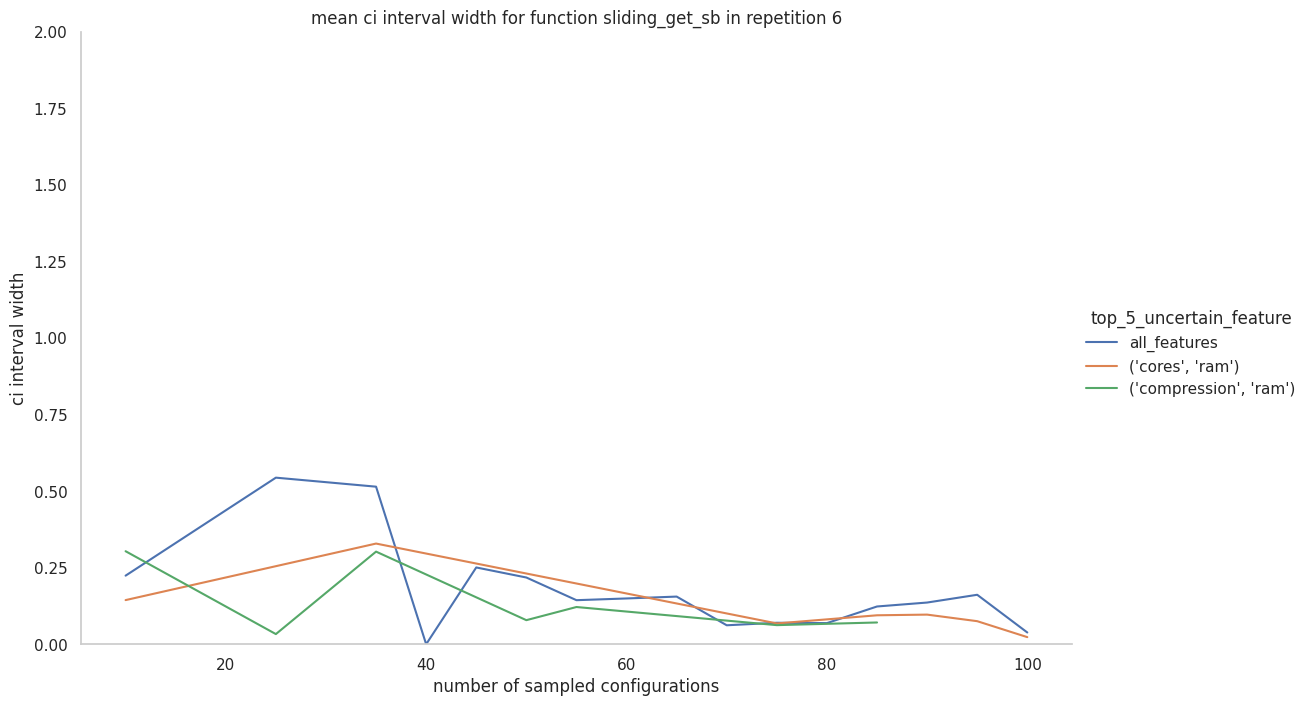 mean ci interval width for function sliding_get_sb in repetition 6
2.00
1.75
1.50
1.25
1.00
0.75
0.50
0.25
0.00
ci interval width
20
40
60
80
100
number of sampled configurations
top_5_uncertain_feature
all_features
('cores', 'ram')
('compression', 'ram')